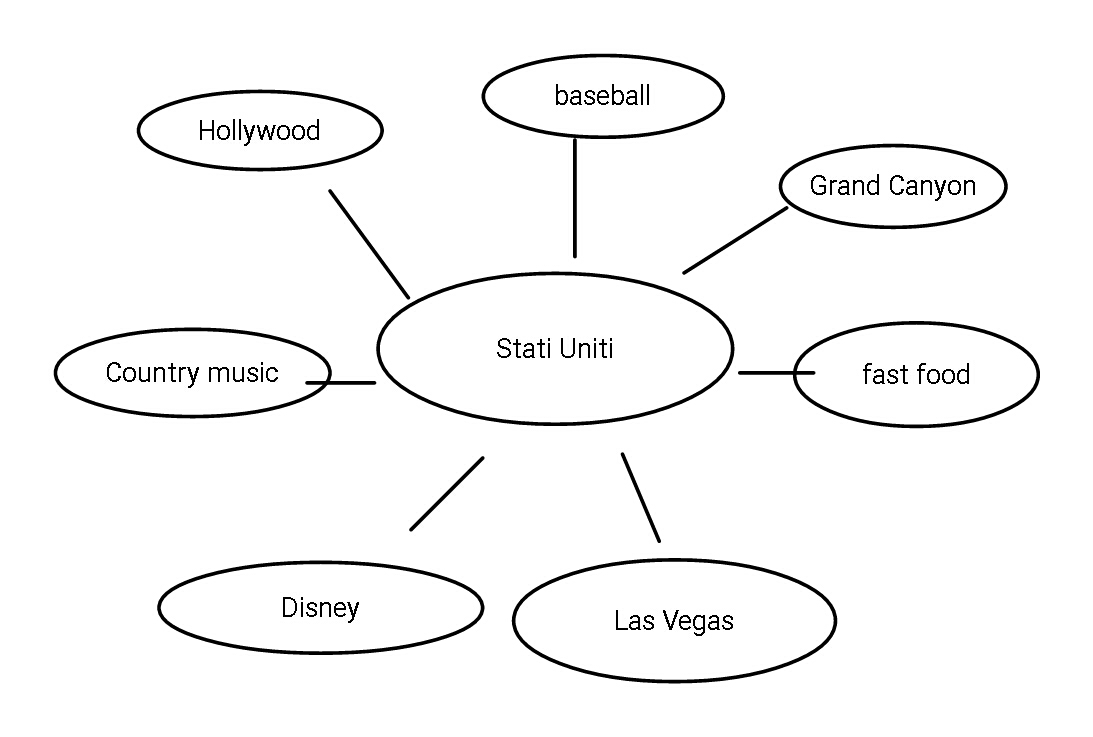 baseball
Hollywood
Grand Canyon
Stati Uniti
Country music
fast food
Disney
Las Vegas